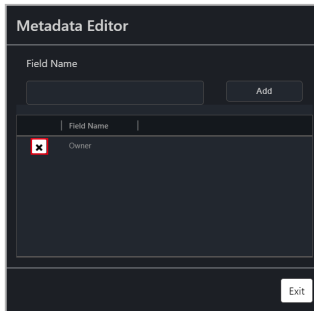 Metadata Editor
Field Name
Add
Field Name
Owner
Exit